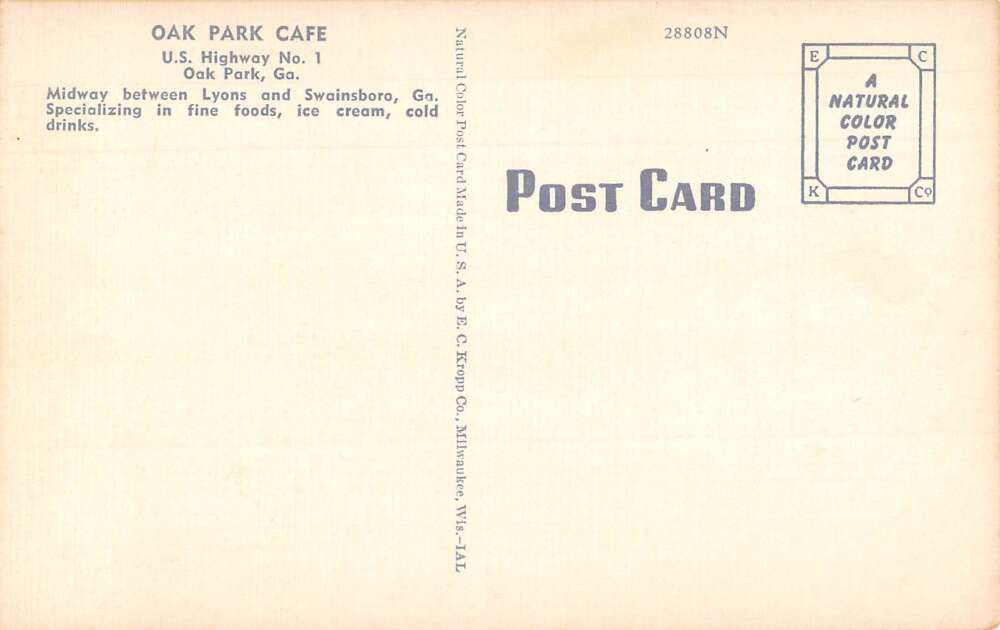 OAK PARK CAFE
U.S. Highway No. 1
Oak Park, Ga.
Midway between Lyons and Swainsboro, Ga.
Specializing in fine foods, ice cream, cold
drinks.
Natural Color Post Card Made in U. S. A. by E. C. Kropp Co., Milwaukee, Wis.—IAL
28808N
POST CARD
E C
A
NATURAL
COLOR
POST
CARD
K Co